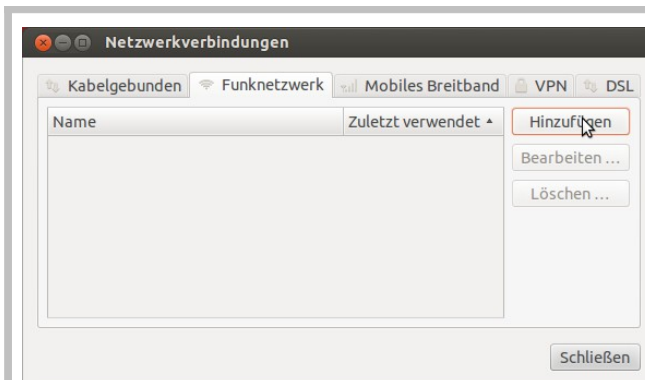 Netzwerkverbindungen
Kabelgebunden Funknetzwerk Mobiles Breitband VPN DSL
Name Zuletzt verwendet Hinzufügen
Bearbeiten ...
Löschen ...
Schließen